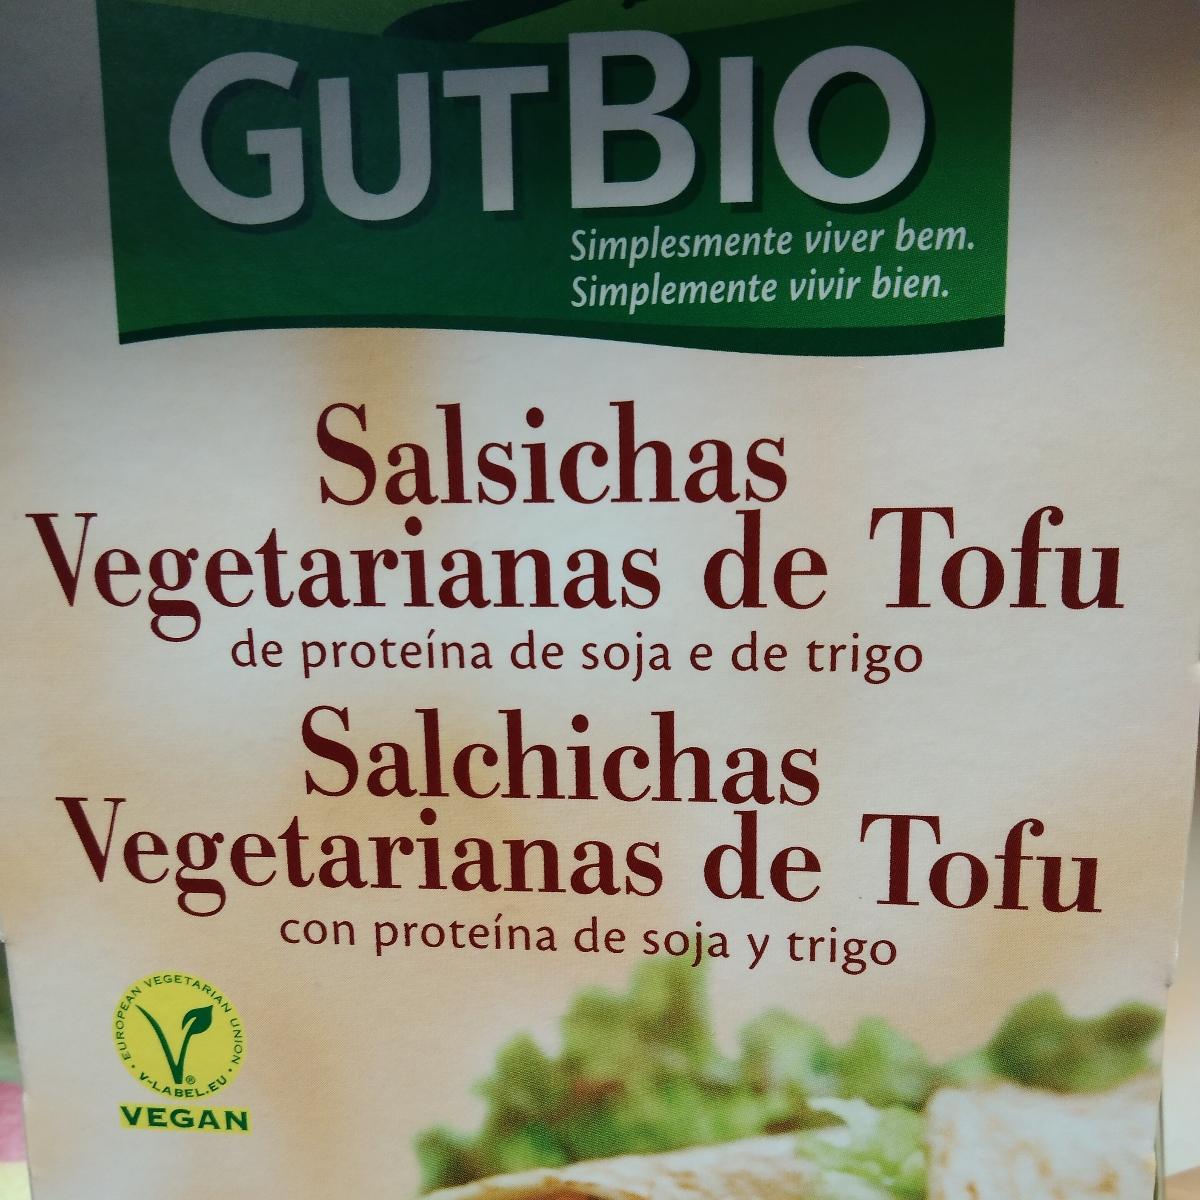 GUTBIO
Simplesmente viver bem.
Simplemente vivir bien.
Salsichas
Vegetarianas de Tofu
de proteína de soja e de trigo
Salchichas
Vegetarianas de Tofu
con proteína de soja y trigo
EUROPEAN VEGETARIAN UNION
V-LABEL.EU
®
VEGAN